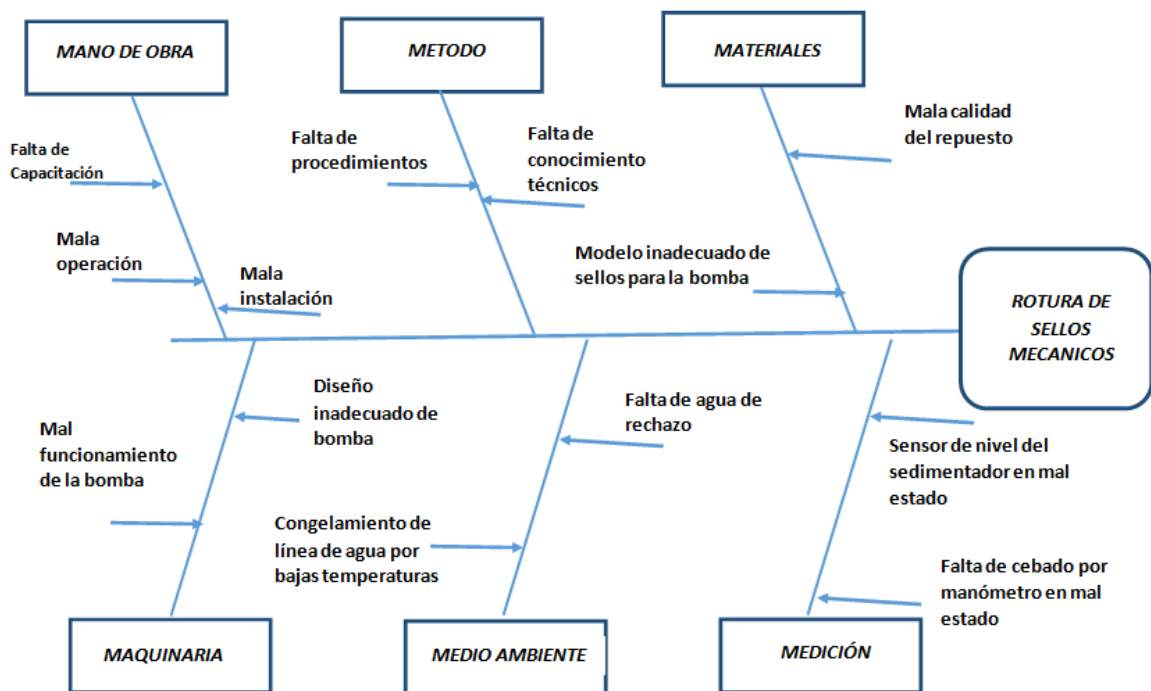 MANO DE OBRA
METODO
MATERIALES
Falta de
Capacitación
Mala
operación
Mala
instalación
Falta de
procedimientos
Falta de
conocimiento
técnicos
Mala calidad
del repuesto
Modelo inadecuado de
sellos para la bomba
ROTURA DE
SELLOS
MECANICOS
Mal
funcionamiento
de la bomba
Diseño
inadecuado de
bomba
Congelamiento de
línea de agua por
bajas temperaturas
Falta de agua de
rechazo
Sensor de nivel del
sedimentador en mal
estado
Falta de cebado por
manómetro en mal
estado
MAQUINARIA
MEDIO AMBIENTE
MEDICIÓN